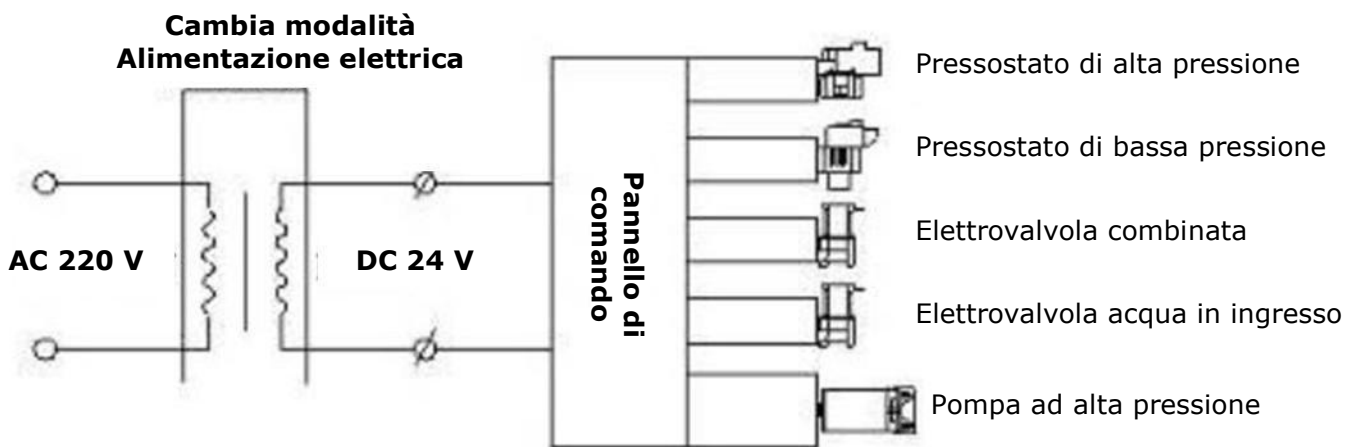 Cambia modalità
Alimentazione elettrica
AC 220 V
DC 24 V
Pannello di
comando
Pressostato di alta pressione
Pressostato di bassa pressione
Elettrovalvola combinata
Elettrovalvola acqua in ingresso
Pompa ad alta pressione